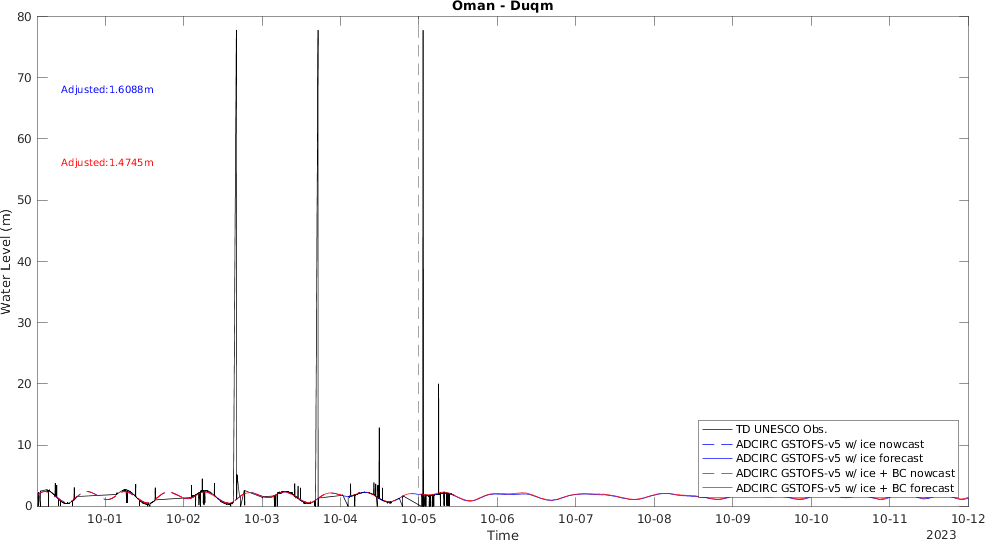 Oman - Duqm
80
70
60
50
40
30
20
10
0
Water Level (m)
Adjusted:1.6088m
Adjusted:1.4745m
TD UNESCO Obs.
ADCIRC GSTOFS-v5 w/ ice nowcast
ADCIRC GSTOFS-v5 w/ ice forecast
ADCIRC GSTOFS-v5 w/ ice + BC nowcast
ADCIRC GSTOFS-v5 w/ ice + BC forecast
10-01 10-02 10-03 10-04 10-05 10-06 10-07 10-08 10-09 10-10 10-11 10-12
Time
2023